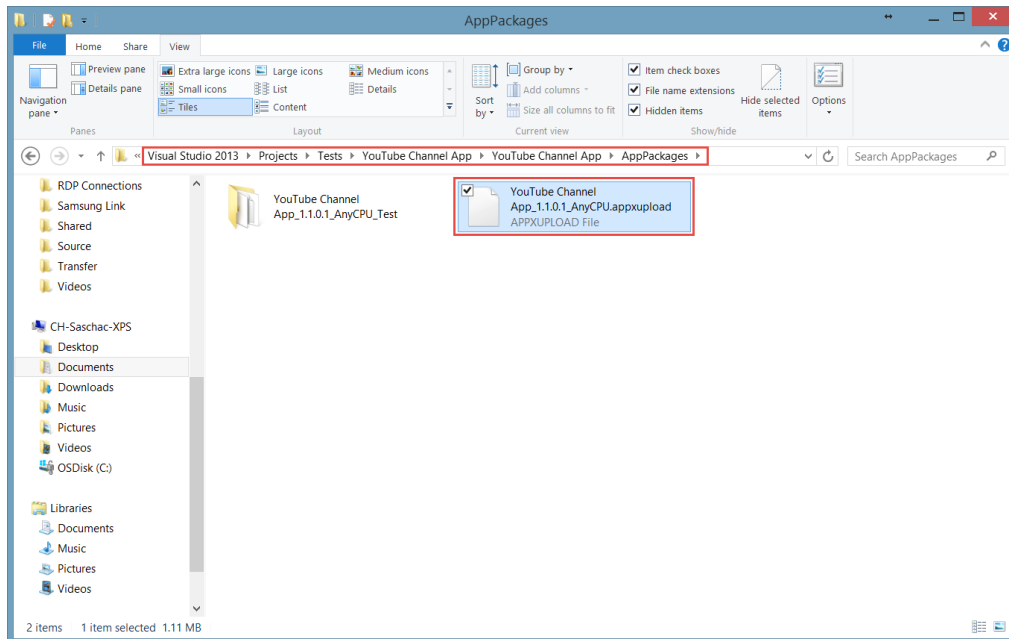 AppPackages
File Home Share View
Navigation pane
Preview pane
Details pane
Panes
Extra large icons Large icons Medium icons
Small icons List Details
Tiles Content
Layout
Sort by
Group by
Add columns
Size all columns to fit
Current view
Item check boxes
File name extensions
Hidden items
Hide selected items
Show/hide
Options
« Visual Studio 2013 Projects Tests YouTube Channel App YouTube Channel App AppPackages
Search AppPackages
RDP Connections
Samsung Link
Shared
Source
Transfer
Videos
CH-Saschac-XPS
Desktop
Documents
Downloads
Music
Pictures
Videos
OSDisk (C:)
Libraries
Documents
Music
Pictures
Videos
YouTube Channel
App_1.1.0.1_AnyCPU_Test
YouTube Channel
App_1.1.0.1_AnyCPU.appxupload
APPXUPLOAD File
2 items 1 item selected 1.11 MB